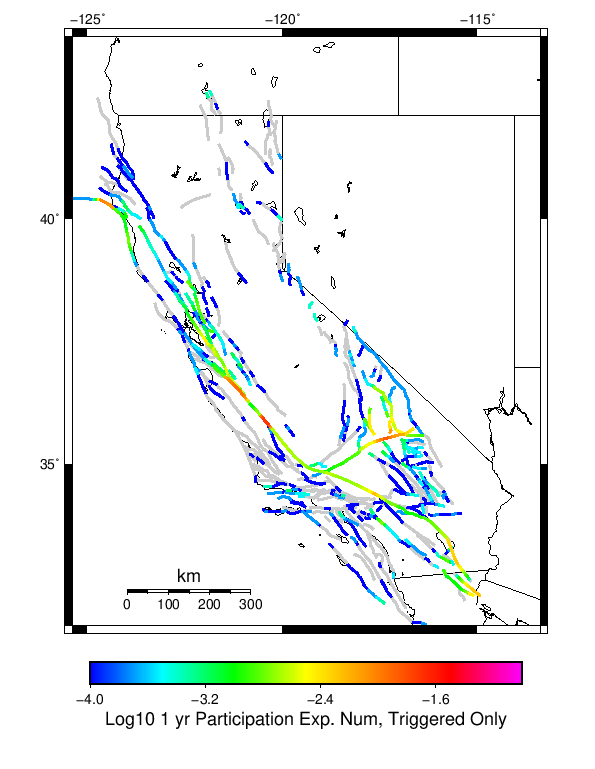 −125˚ −120˚ −115˚
40˚
35˚
km
0 100 200 300
−4.0 −3.2 −2.4 −1.6
Log10 1 yr Participation Exp. Num, Triggered Only